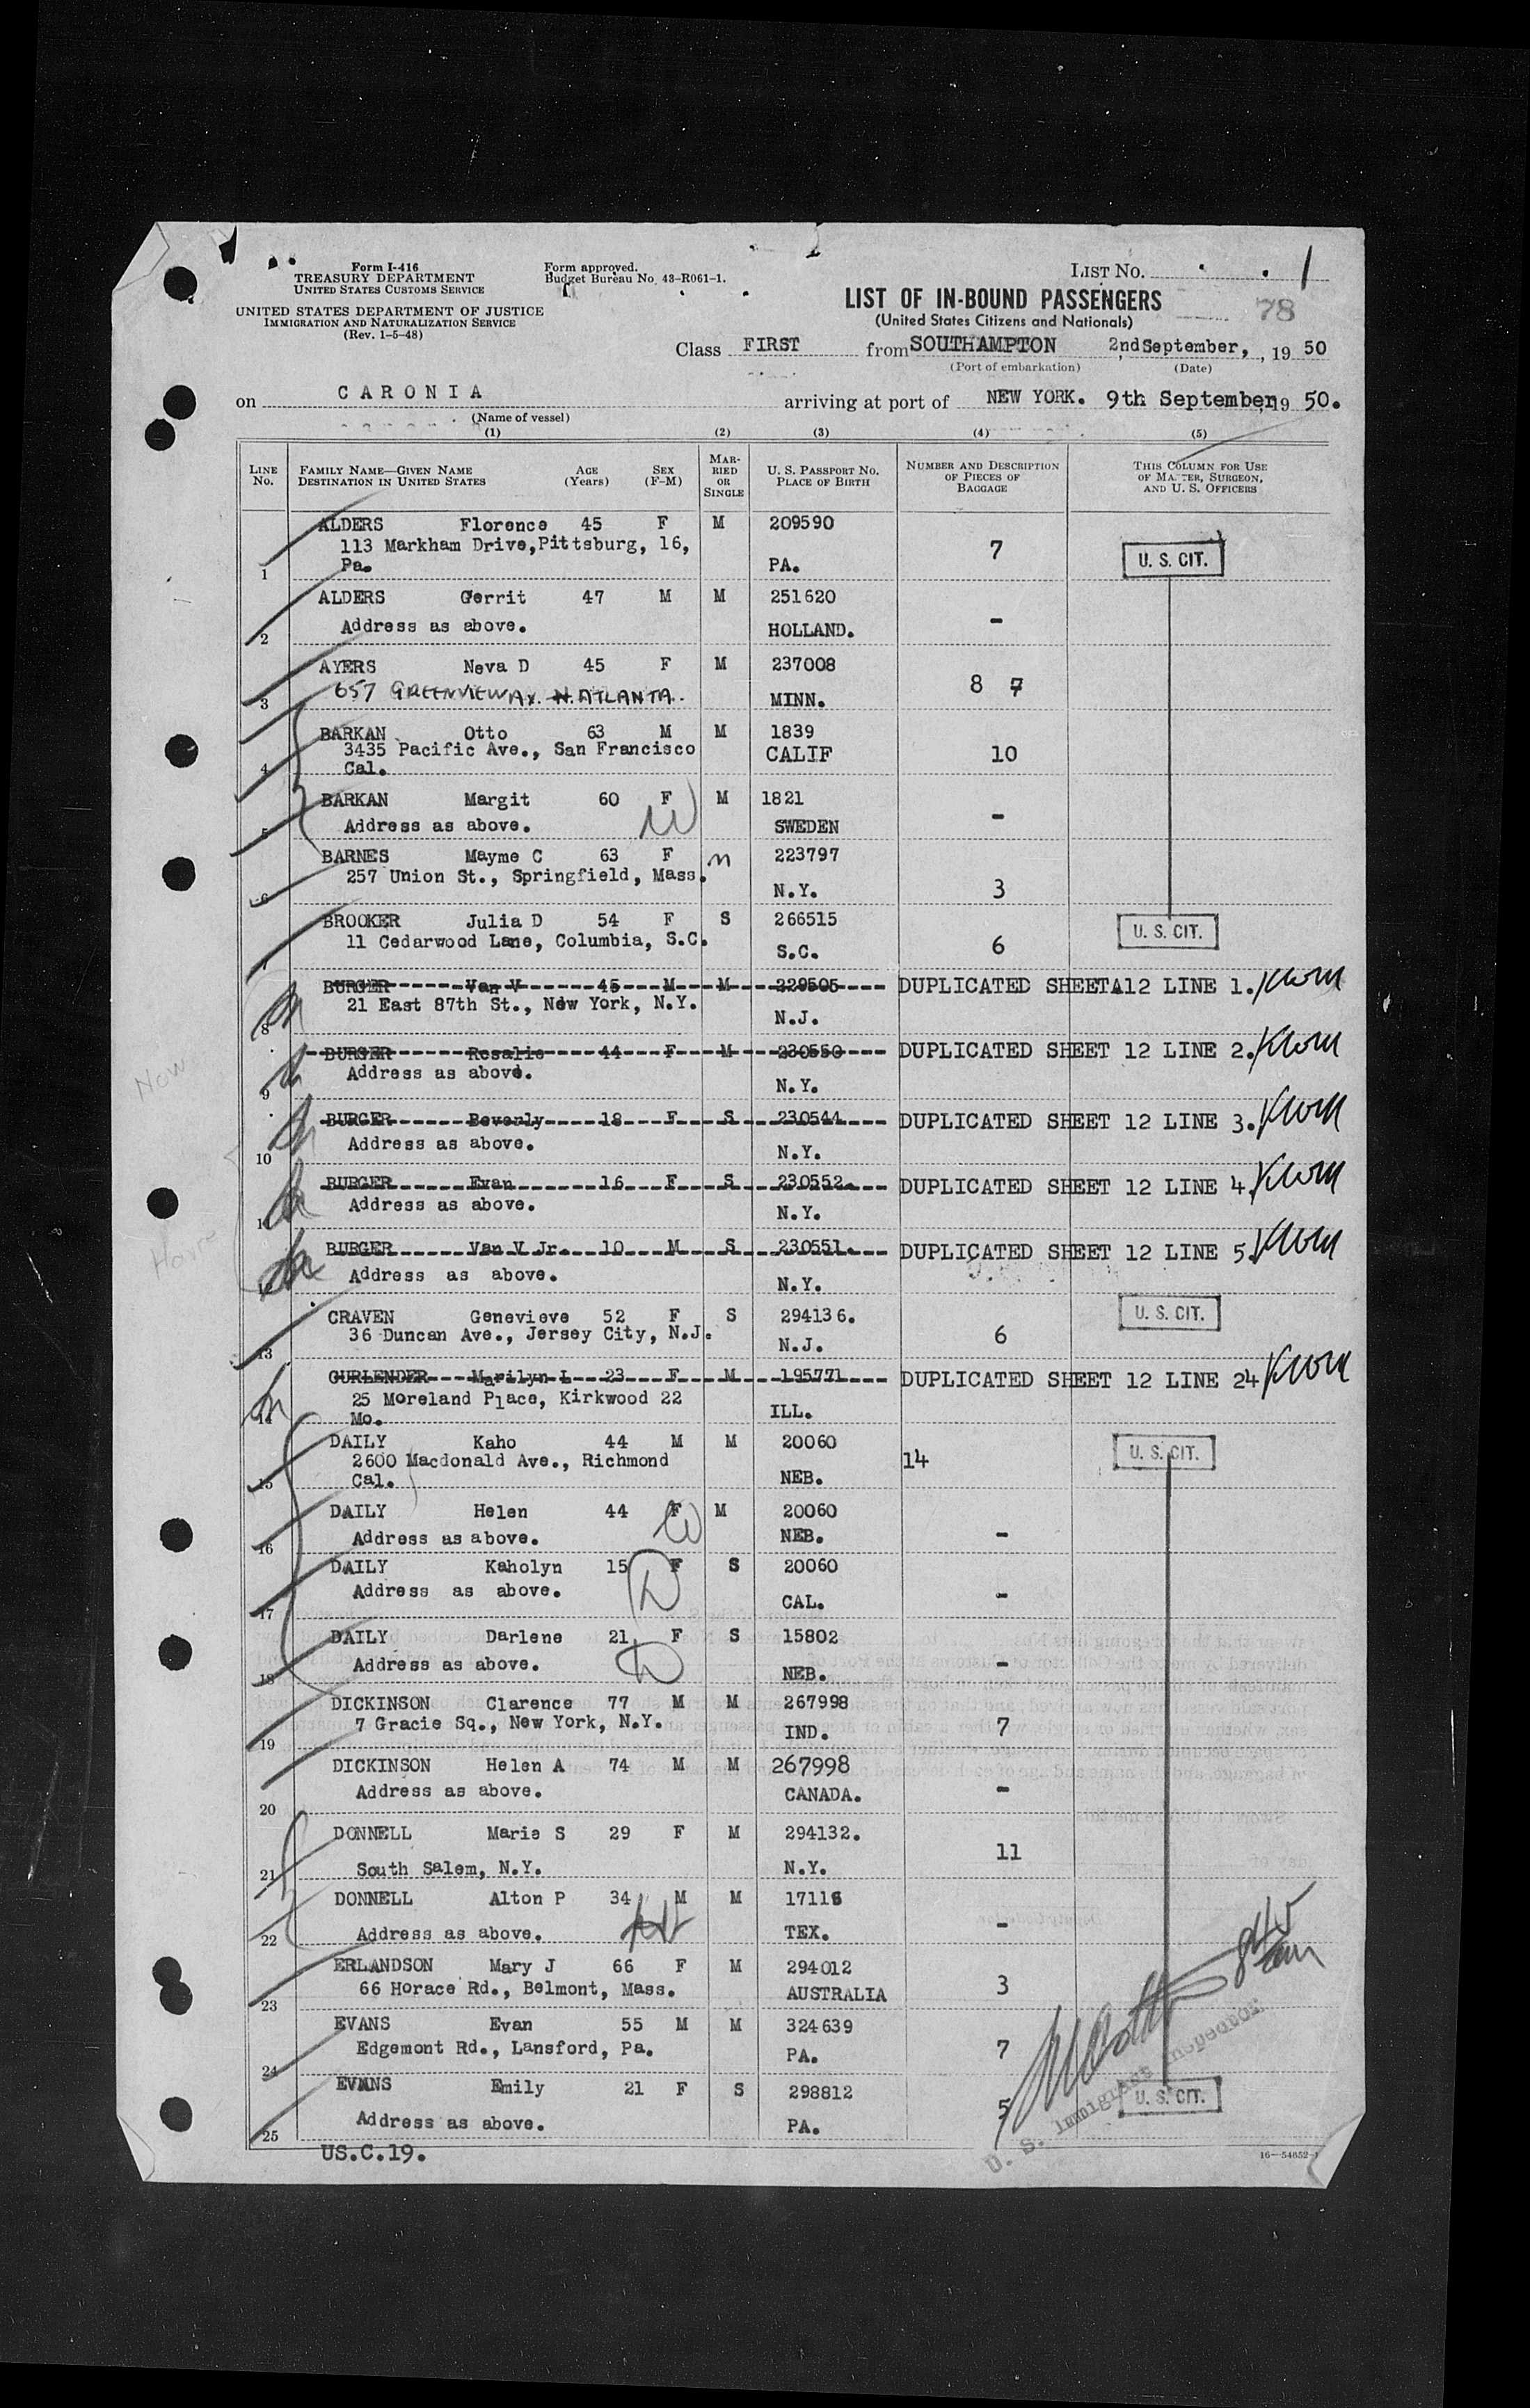 Form I-416
TREASURY DEPARTMENT
UNITED STATES CUSTOMS SERVICE
UNITED STATES DEPARTMENT OF JUSTICE
IMMIGRATION AND NATURALIZATION SERVICE
(Rev. 1-5-48)
Form approved.
Budget Bureau No. 43-R061-1.
LIST No. 1
LIST OF IN-BOUND PASSENGERS
(United States Citizens and Nationals)
78
Class FIRST from SOUTHAMPTON 2nd September, , 19 50
(Port of embarkation) (Date)
on CARONIA arriving at port of NEW YORK. 9th September, 19 50.
(Name of vessel)
(1) (2) (3) (4) (5)
LINE No. FAMILY NAME—GIVEN NAME DESTINATION IN UNITED STATES AGE (Years) SEX (F-M) MARRIED OR SINGLE U. S. PASSPORT NO. PLACE OF BIRTH NUMBER AND DESCRIPTION OF PIECES OF BAGGAGE THIS COLUMN FOR USE OF MASTER, SURGEON, AND U. S. OFFICERS
ALDERS Florence 45 F M 209590
113 Markham Drive, Pittsburg, 16, 7 U. S. CIT.
1 Pa. PA.
ALDERS Gerrit 47 M M 251620
2 Address as above. HOLLAND. -
AYERS Neva D 45 F M 237008
3 657 GREENVIEW AV. N. ATLANTA. MINN. 8 7
BARKAN Otto 63 M M 1839
3435 Pacific Ave., San Francisco CALIF 10
4 Cal.
BARKAN Margit 60 F M 1821
5 Address as above. W SWEDEN -
BARNES Mayme C 63 F M 223797
6 257 Union St., Springfield, Mass. N.Y. 3
BROOKER Julia D 54 F S 266515 U. S. CIT.
7 11 Cedarwood Lane, Columbia, S.C. S.C. 6
BURGER Van V 45 M M 229505 DUPLICATED SHEET 12 LINE 1.
8 21 East 87th St., New York, N.Y. N.J.
BURGER Rosalie 44 F M 230550 DUPLICATED SHEET 12 LINE 2.
9 Address as above. N.Y.
BURGER Beverly 18 F S 230544 DUPLICATED SHEET 12 LINE 3.
10 Address as above. N.Y.
BURGER Evan 16 F S 230552. DUPLICATED SHEET 12 LINE 4.
11 Address as above. N.Y.
BURGER Van V Jr. 10 M S 230551. DUPLICATED SHEET 12 LINE 5.
12 Address as above. N.Y.
CRAVEN Genevieve 52 F S 294136. U. S. CIT.
13 36 Duncan Ave., Jersey City, N.J. N.J. 6
CURLENDER Marilyn L 23 F M 195771 DUPLICATED SHEET 12 LINE 24
25 Moreland Place, Kirkwood 22 ILL.
14 Mo.
DAILY Kaho 44 M M 20060 U. S. CIT.
2600 Macdonald Ave., Richmond 14
15 Cal. NEB.
DAILY Helen 44 F M 20060
16 Address as above. W NEB. -
DAILY Kaholyn 15 F S 20060
17 Address as above. D CAL. -
DAILY Darlene 21 F S 15802
18 Address as above. D NEB. -
DICKINSON Clarence 77 M M 267998
19 7 Gracie Sq., New York, N.Y. IND. 7
DICKINSON Helen A 74 M M 267998
20 Address as above. CANADA. -
DONNELL Marie S 29 F M 294132.
21 South Salem, N.Y. N.Y. 11
DONNELL Alton P 34 M M 17116
22 Address as above. TEX. -
ERLANDSON Mary J 66 F M 294012
23 66 Horace Rd., Belmont, Mass. AUSTRALIA 3
EVANS Evan 55 M M 324639
24 Edgemont Rd., Lansford, Pa. PA. 7
EVANS Emily 21 F S 298812 U. S. CIT.
25 Address as above. PA. 5
U. S. Immigrant Inspector
US.C.19.